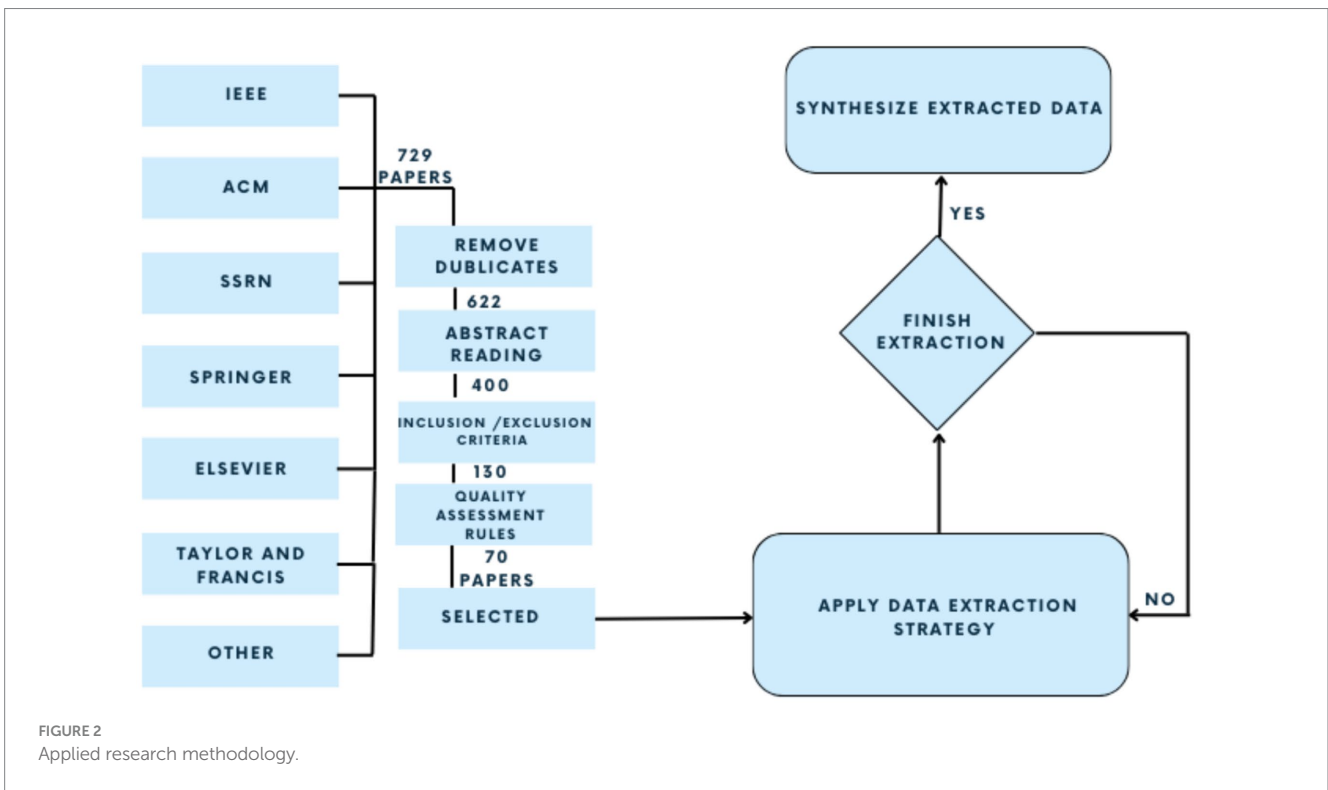 IEEE
ACM
SSRN
SPRINGER
ELSEVIER
TAYLOR AND
FRANCIS
OTHER
729
PAPERS
REMOVE
DUBLICATES
622
ABSTRACT
READING
400
INCLUSION /EXCLUSION
CRITERIA
130
QUALITY
ASSESSMENT
RULES
70
PAPERS
SELECTED
SYNTHESIZE EXTRACTED DATA
YES
FINISH
EXTRACTION
NO
APPLY DATA EXTRACTION
STRATEGY
FIGURE 2
Applied research methodology.